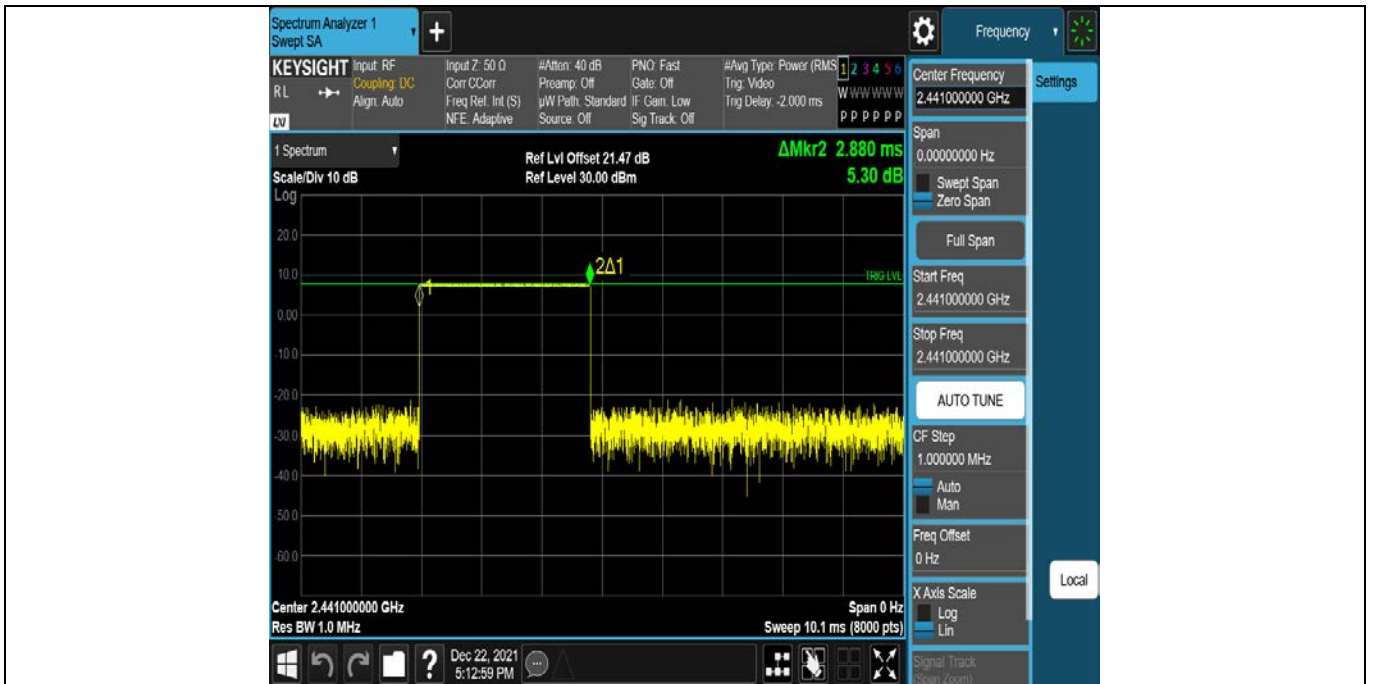 Spectrum Analyzer 1
Swept SA
+
Frequency
KEYSIGHT
RL
LV
Input: RF
Coupling: DC
Align: Auto
Input Z: 50 Ω
Corr CCorr
Freq Ref: Int (S)
NFE: Adaptive
#Atten: 40 dB
Preamp: Off
µW Path: Standard
Source: Off
PNO: Fast
Gate: Off
IF Gain: Low
Sig Track: Off
#Avg Type: Power (RMS
Trig: Video
Trig Delay: -2.000 ms
1 2 3 4 5 6
W W W W W W
P P P P P P
1 Spectrum
Scale/Div 10 dB
Ref Lvl Offset 21.47 dB
Ref Level 30.00 dBm
ΔMkr2 2.880 ms
5.30 dB
Log
20.0
10.0
0.00
-10.0
-20.0
-30.0
-40.0
-50.0
-60.0
1
2Δ1
TRIG LVL
Center 2.441000000 GHz
Res BW 1.0 MHz
Span 0 Hz
Sweep 10.1 ms (8000 pts)
?
Dec 22, 2021
5:12:59 PM
Center Frequency
2.441000000 GHz
Span
0.00000000 Hz
Swept Span
Zero Span
Full Span
Start Freq
2.441000000 GHz
Stop Freq
2.441000000 GHz
AUTO TUNE
CF Step
1.000000 MHz
Auto
Man
Freq Offset
0 Hz
X Axis Scale
Log
Lin
Signal Track
(Span Zoom)
Settings
Local